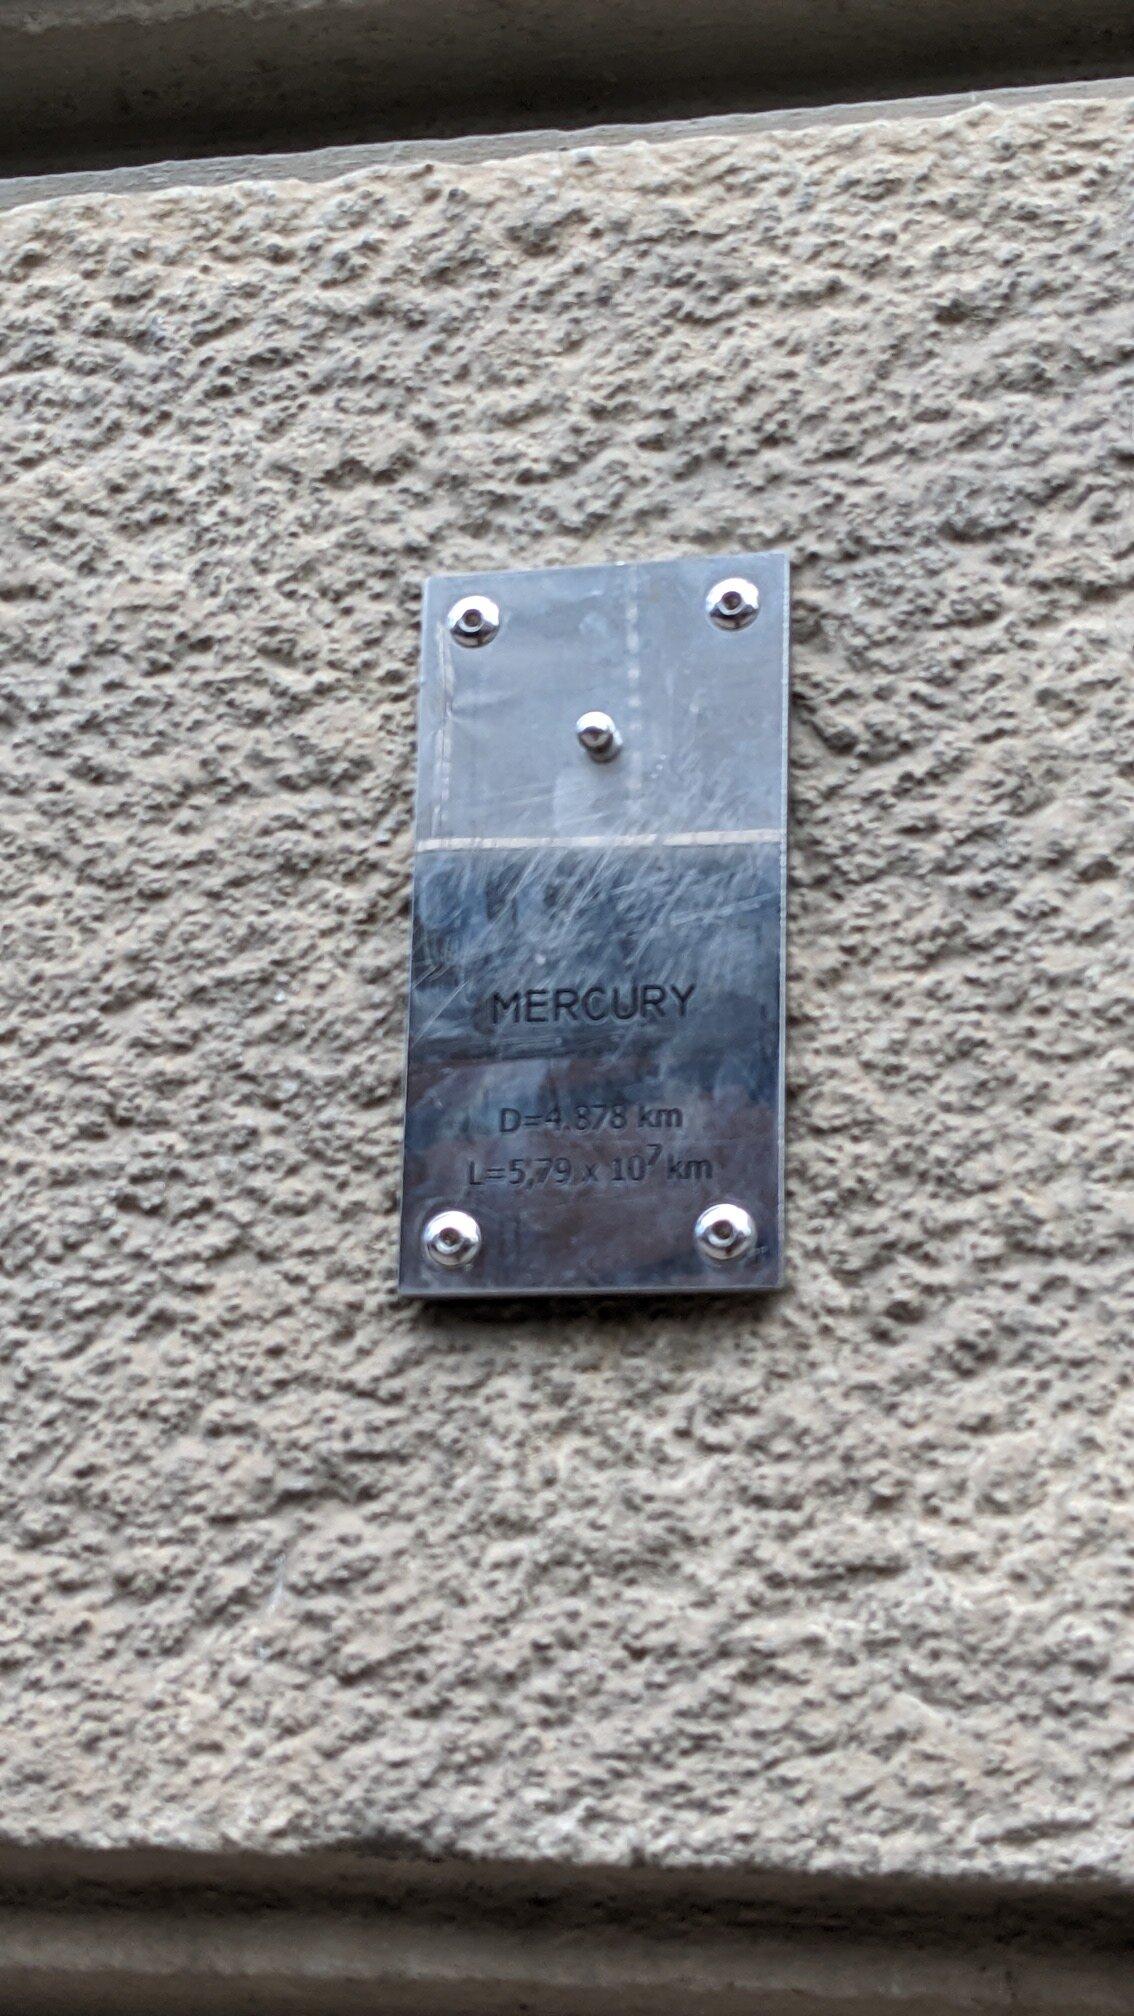 MERCURY
D=4.878 km
L=5,79 x 10⁷ km